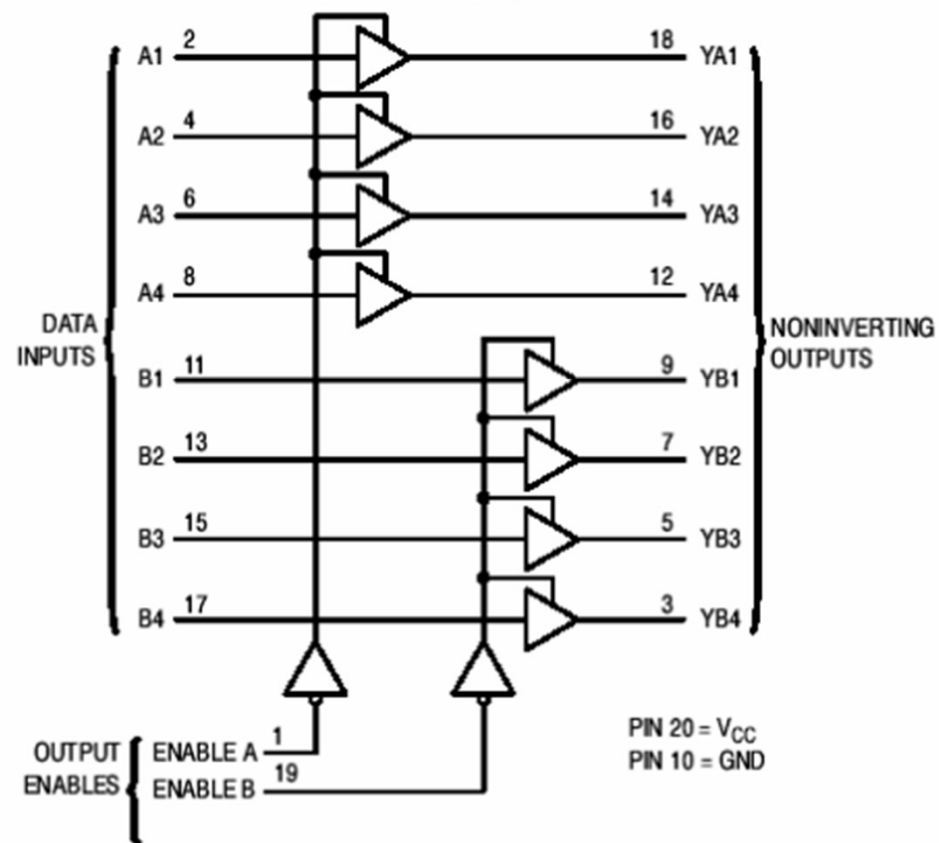 A1 2 18 YA1
A2 4 16 YA2
A3 6 14 YA3
A4 8 12 YA4
DATA
INPUTS
NONINVERTING
OUTPUTS
B1 11 9 YB1
B2 13 7 YB2
B3 15 5 YB3
B4 17 3 YB4
OUTPUT
ENABLES
ENABLE A 1
ENABLE B 19
PIN 20 = VCC
PIN 10 = GND